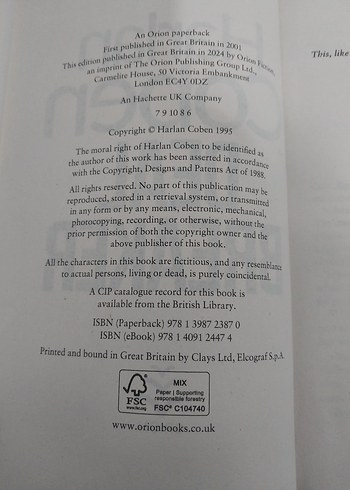 An Orion paperback
First published in Great Britain in 2001
This edition published in Great Britain in 2024 by Orion Fiction,
an imprint of The Orion Publishing Group Ltd.,
Carmelite House, 50 Victoria Embankment
London EC4Y 0DZ
An Hachette UK Company
7 9 10 8 6
Copyright © Harlan Coben 1995
The moral right of Harlan Coben to be identified as
the author of this work has been asserted in accordance
with the Copyright, Designs and Patents Act of 1988.
All rights reserved. No part of this publication may be
reproduced, stored in a retrieval system, or transmitted
in any form or by any means, electronic, mechanical,
photocopying, recording, or otherwise, without the
prior permission of both the copyright owner and the
above publisher of this book.
All the characters in this book are fictitious, and any resemblance
to actual persons, living or dead, is purely coincidental.
A CIP catalogue record for this book is
available from the British Library.
ISBN (Paperback) 978 1 3987 2387 0
ISBN (eBook) 978 1 4091 2447 4
Printed and bound in Great Britain by Clays Ltd, Elcograf S.p.A.
FSC
www.fsc.org
MIX
Paper | Supporting
responsible forestry
FSC® C104740
www.orionbooks.co.uk
This, like